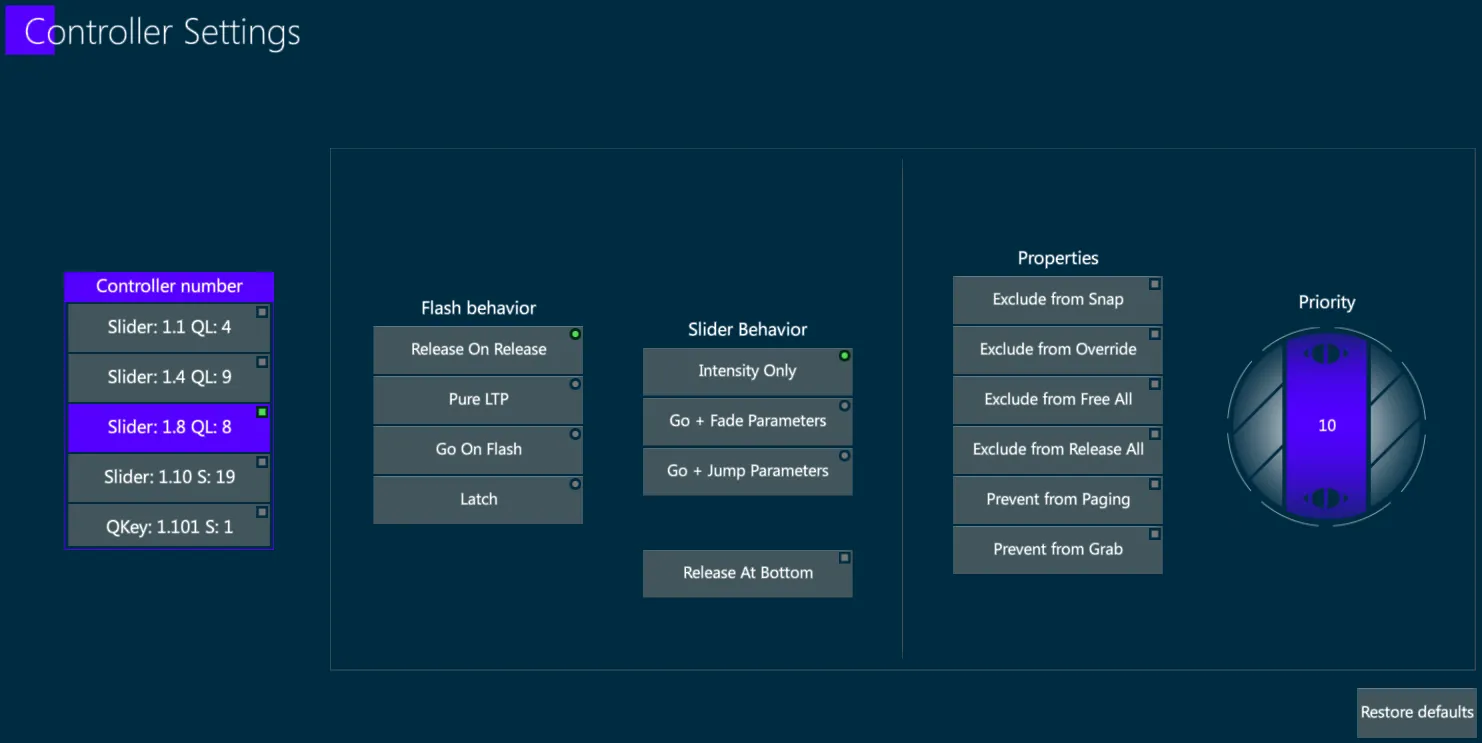 Controller Settings
Controller number
Slider: 1.1 QL: 4
Slider: 1.4 QL: 9
Slider: 1.8 QL: 8
Slider: 1.10 S: 19
QKey: 1.101 S: 1
Flash behavior
Release On Release
Pure LTP
Go On Flash
Latch
Slider Behavior
Intensity Only
Go + Fade Parameters
Go + Jump Parameters
Release At Bottom
Properties
Exclude from Snap
Exclude from Override
Exclude from Free All
Exclude from Release All
Prevent from Paging
Prevent from Grab
Priority
10
Restore defaults